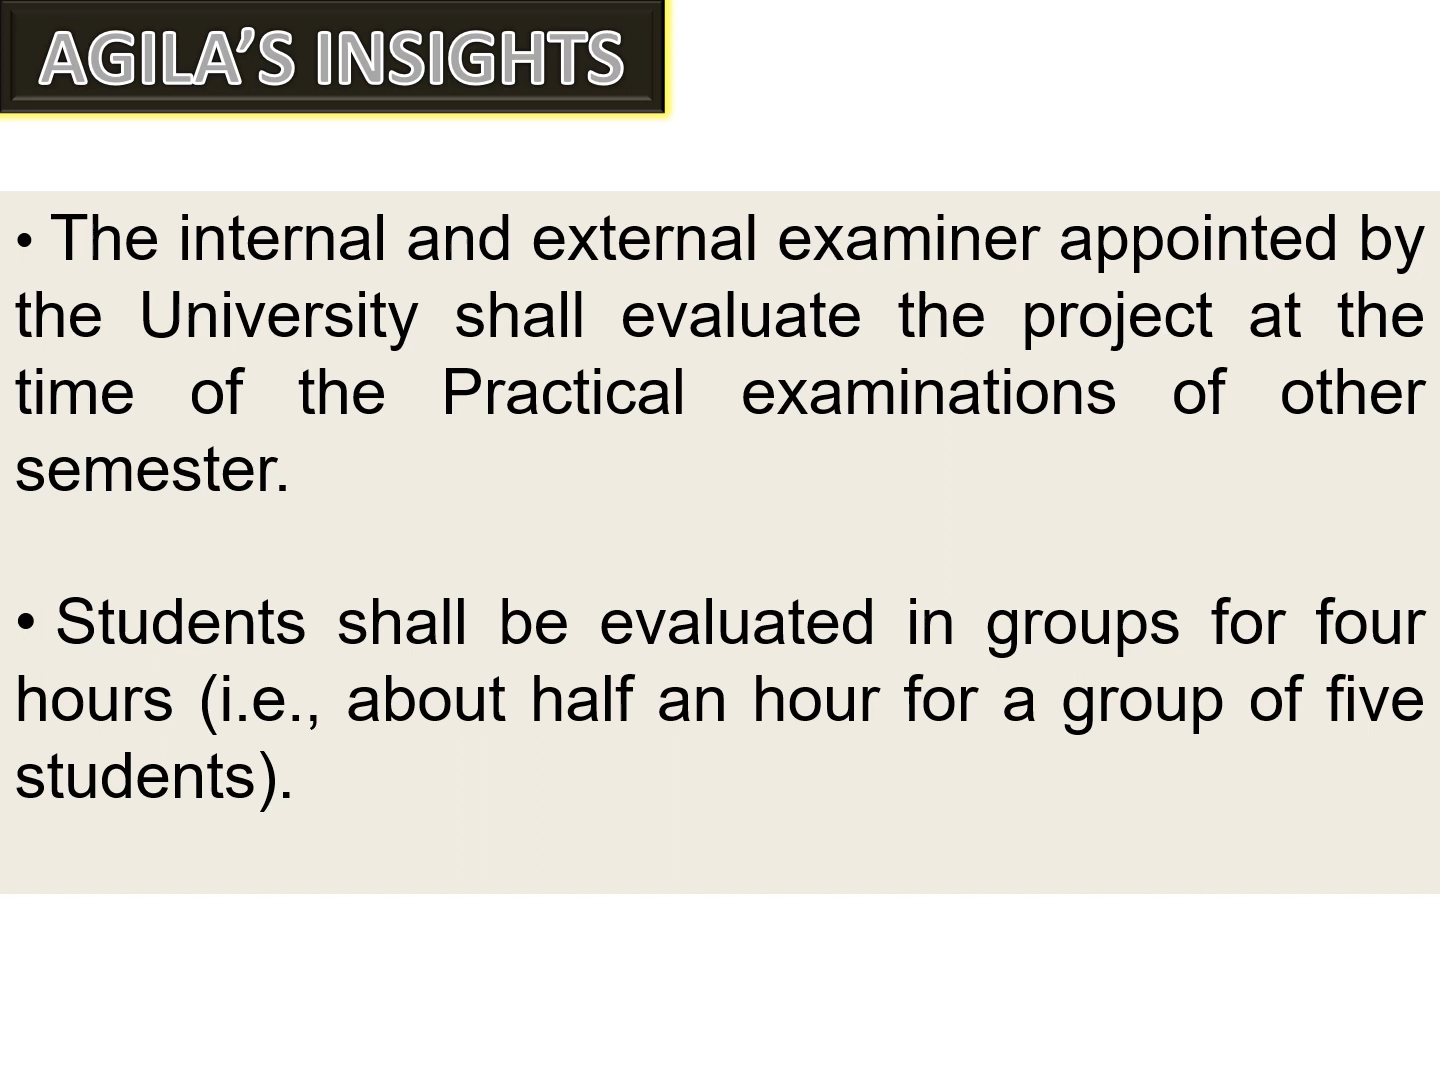 AGILA’S INSIGHTS
• The internal and external examiner appointed by
the University shall evaluate the project at the
time of the Practical examinations of other
semester.
• Students shall be evaluated in groups for four
hours (i.e., about half an hour for a group of five
students).